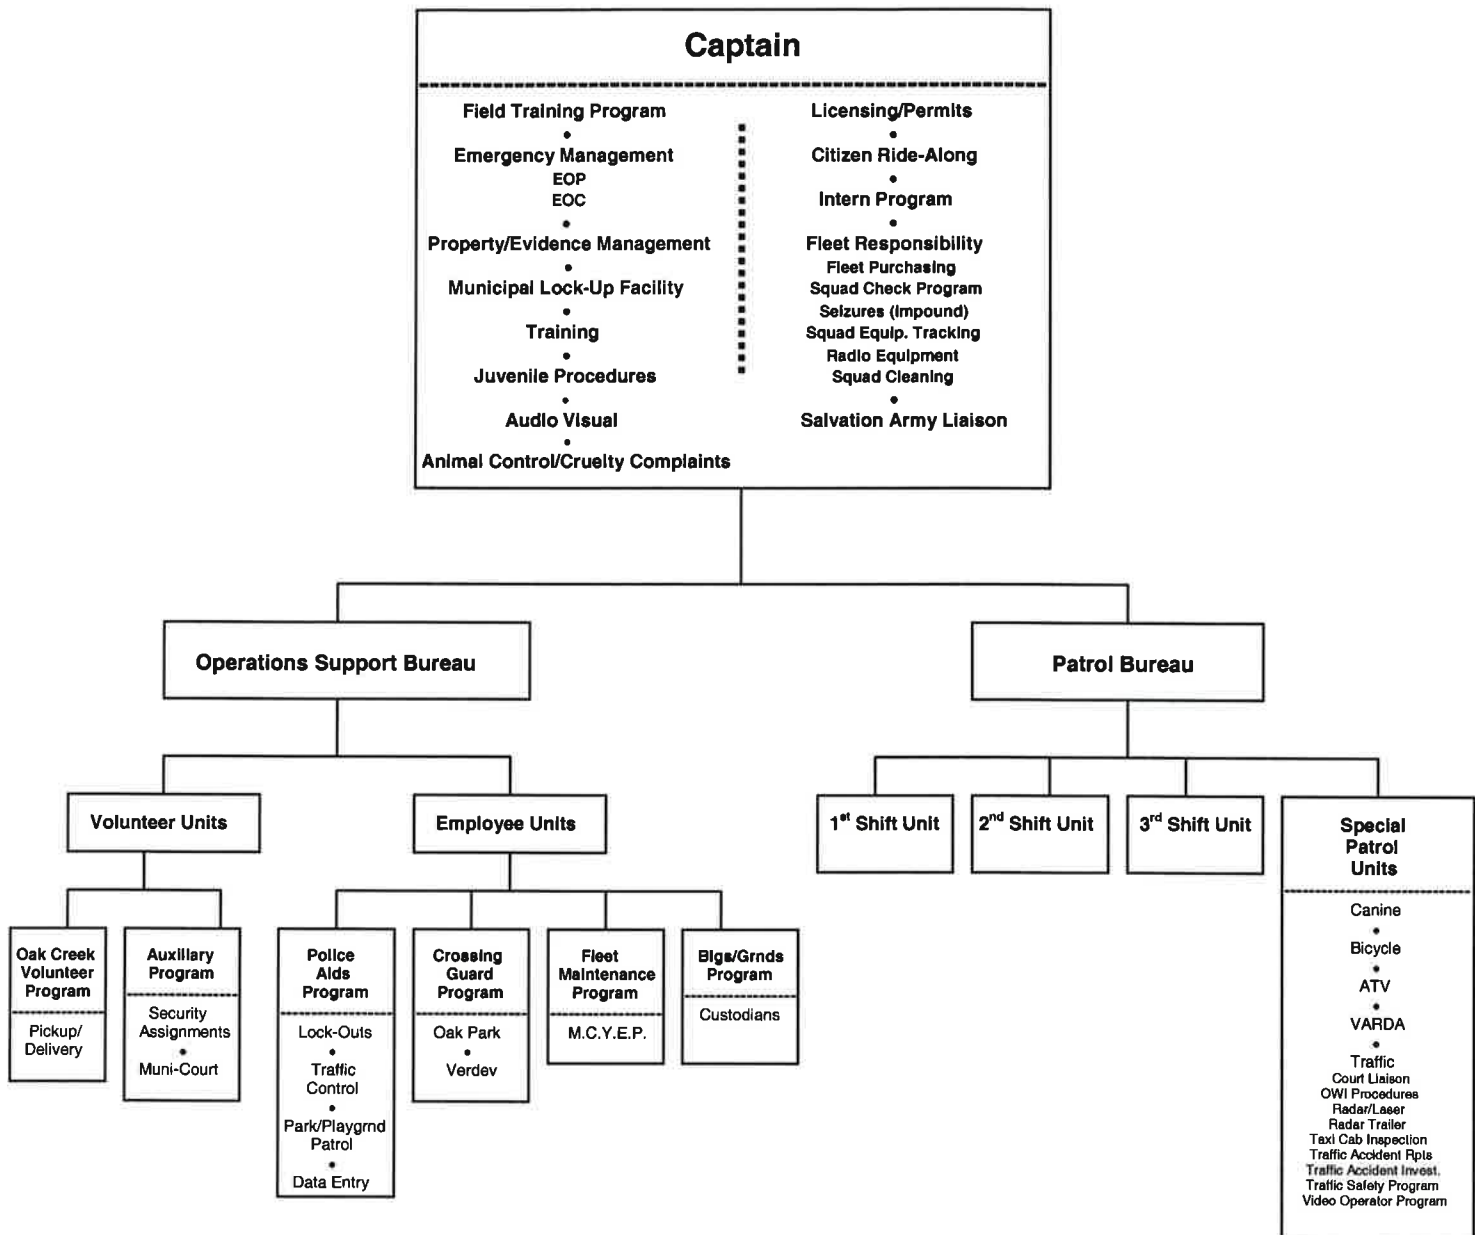 Captain
Field Training Program
•
Emergency Management
EOP
EOC
•
Property/Evidence Management
•
Municipal Lock-Up Facility
•
Training
•
Juvenile Procedures
•
Audio Visual
•
Animal Control/Cruelty Complaints
Licensing/Permits
•
Citizen Ride-Along
•
Intern Program
•
Fleet Responsibility
Fleet Purchasing
Squad Check Program
Seizures (Impound)
Squad Equip. Tracking
Radio Equipment
Squad Cleaning
•
Salvation Army Liaison
Operations Support Bureau
Patrol Bureau
Volunteer Units
Employee Units
1st Shift Unit
2nd Shift Unit
3rd Shift Unit
Special
Patrol
Units
Canine
•
Bicycle
•
ATV
•
VARDA
•
Traffic
Court Liaison
OWI Procedures
Radar/Laser
Radar Trailer
Taxi Cab Inspection
Traffic Accident Rpts
Traffic Accident Invest.
Traffic Safety Program
Video Operator Program
Oak Creek
Volunteer
Program
Pickup/
Delivery
Auxiliary
Program
Security
Assignments
•
Muni-Court
Police
Aids
Program
Lock-Outs
•
Traffic
Control
•
Park/Playgrnd
Patrol
•
Data Entry
Crossing
Guard
Program
Oak Park
•
Verdev
Fleet
Maintenance
Program
M.C.Y.E.P.
Blgs/Grnds
Program
Custodians